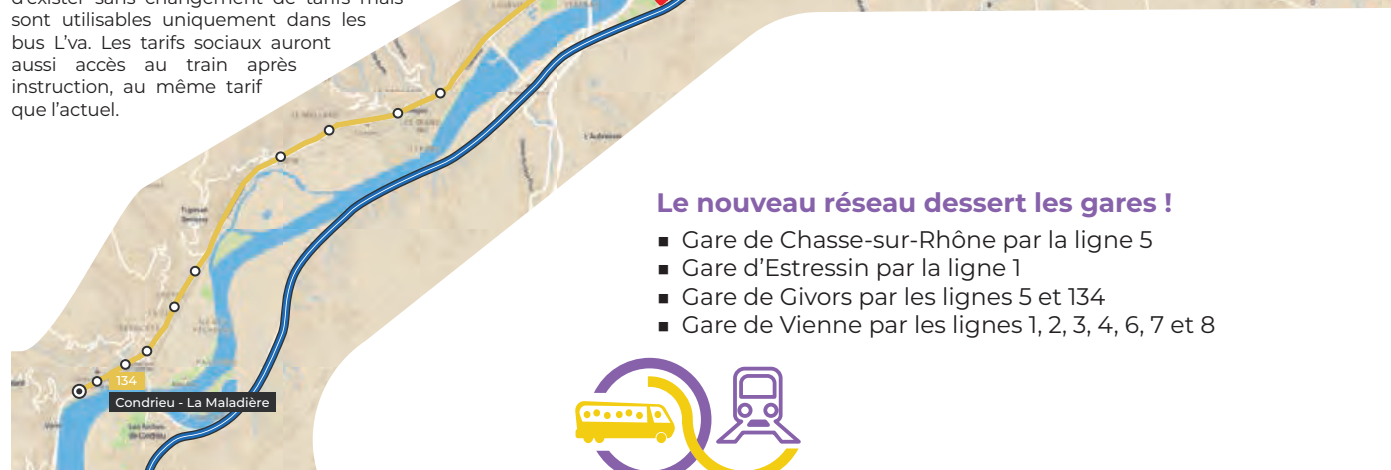 sont utilisables uniquement dans les
bus L'va. Les tarifs sociaux auront
aussi accès au train après
instruction, au même tarif
que l'actuel.
Le nouveau réseau dessert les gares !
▪ Gare de Chasse-sur-Rhône par la ligne 5
▪ Gare d'Estressin par la ligne 1
▪ Gare de Givors par les lignes 5 et 134
▪ Gare de Vienne par les lignes 1, 2, 3, 4, 6, 7 et 8
134
Condrieu - La Maladière